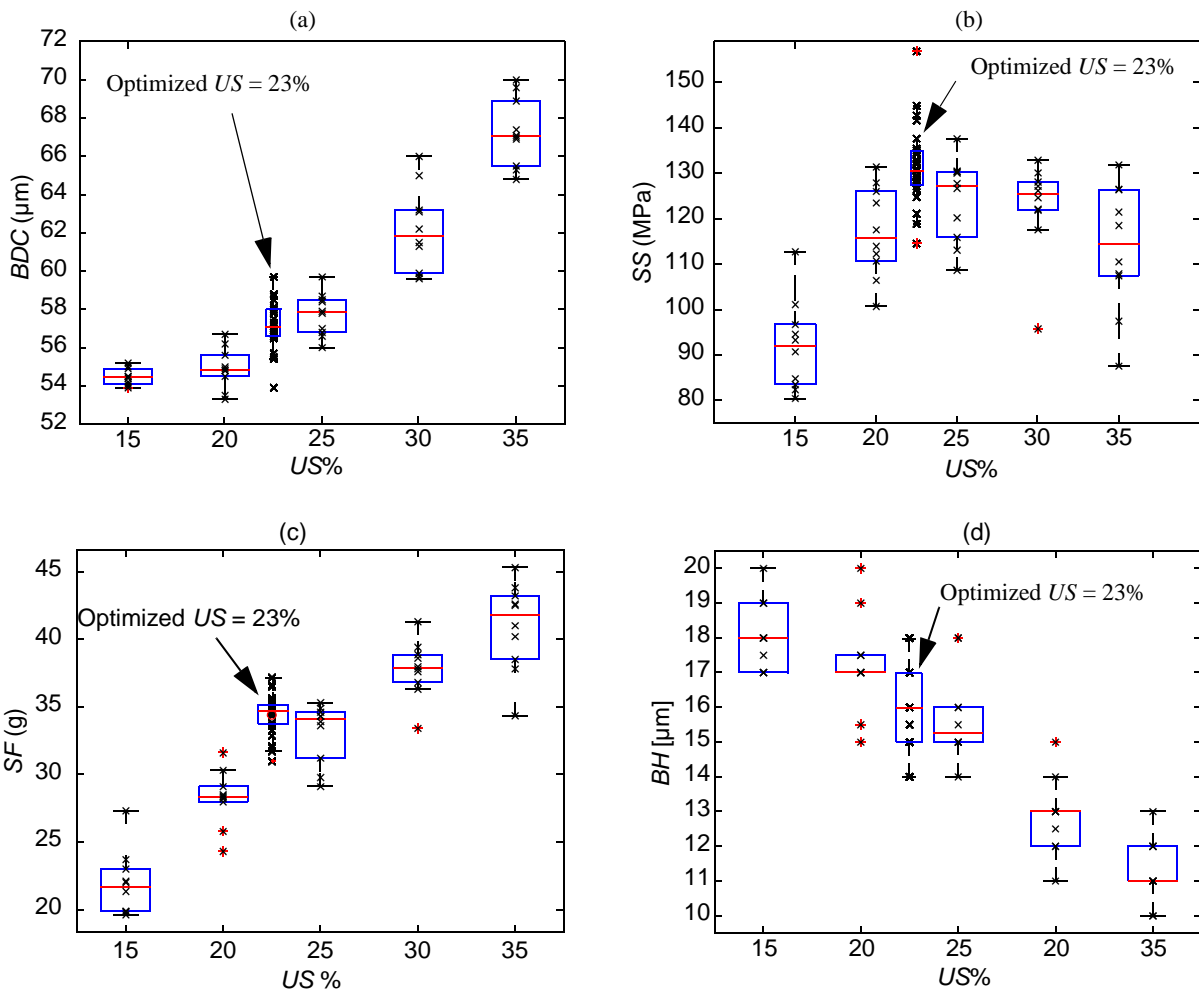 (a)
Optimized US = 23%
72
70
68
66
64
62
60
58
56
54
52
BDC (µm)
15 20 25 30 35
US%
(b)
Optimized US = 23%
150
140
130
120
110
100
90
80
SS (MPa)
15 20 25 30 35
US%
(c)
Optimized US = 23%
45
40
35
30
25
20
SF (g)
15 20 25 30 35
US %
(d)
Optimized US = 23%
20
19
18
17
16
15
14
13
12
11
10
BH [µm]
15 20 25 20 35
US%